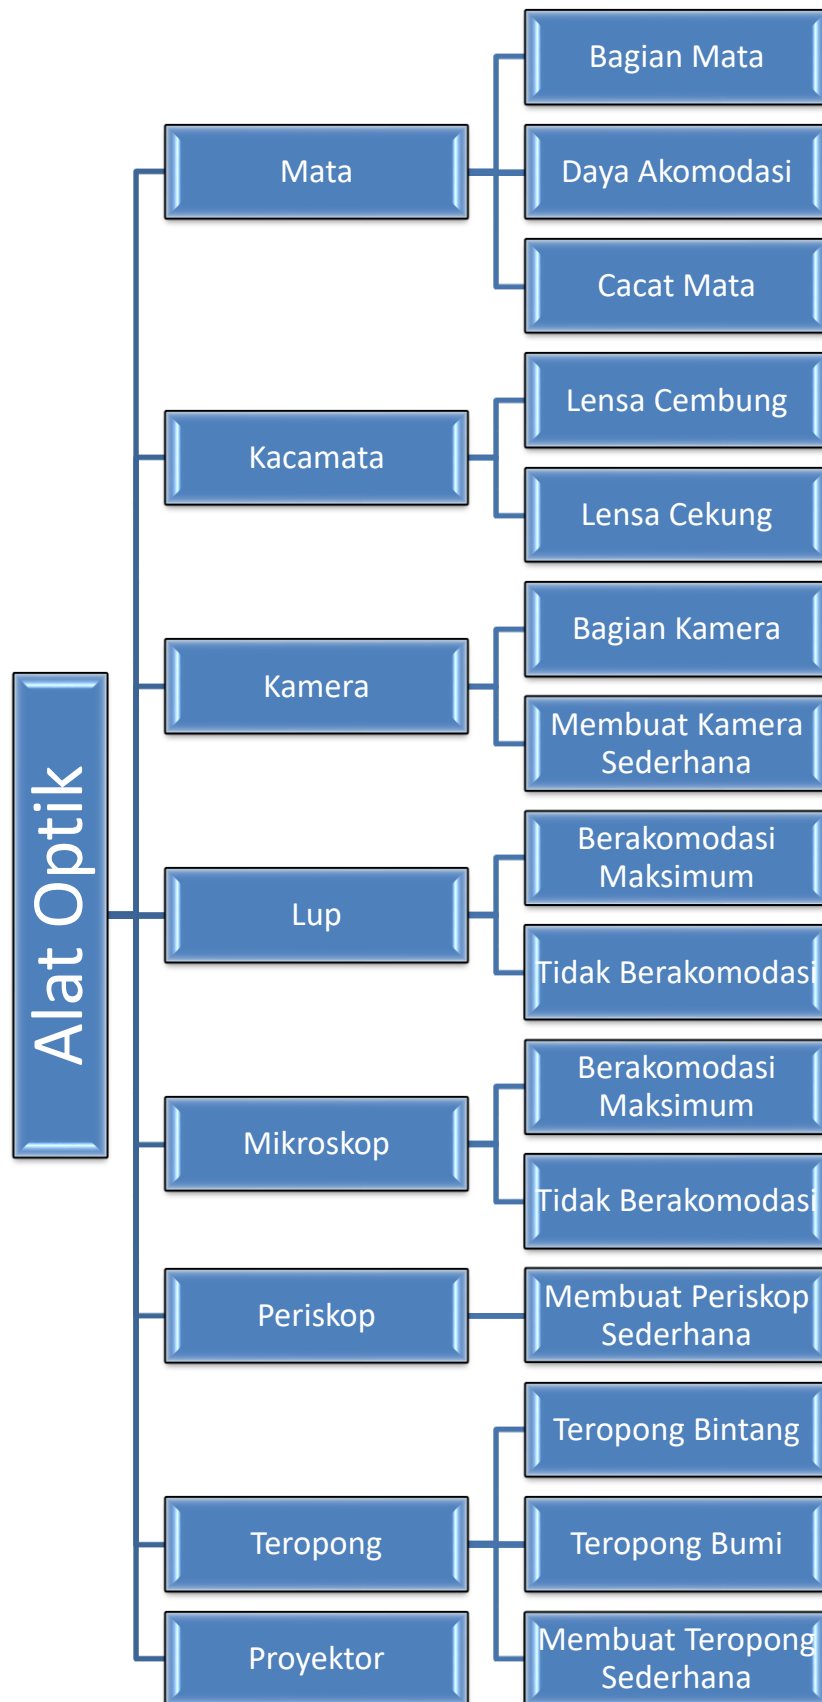 Alat Optik
Mata
Bagian Mata
Daya Akomodasi
Cacat Mata
Kacamata
Lensa Cembung
Lensa Cekung
Kamera
Bagian Kamera
Membuat Kamera
Sederhana
Lup
Berakomodasi
Maksimum
Tidak Berakomodasi
Mikroskop
Berakomodasi
Maksimum
Tidak Berakomodasi
Periskop
Membuat Periskop
Sederhana
Teropong
Teropong Bintang
Teropong Bumi
Membuat Teropong
Sederhana
Proyektor